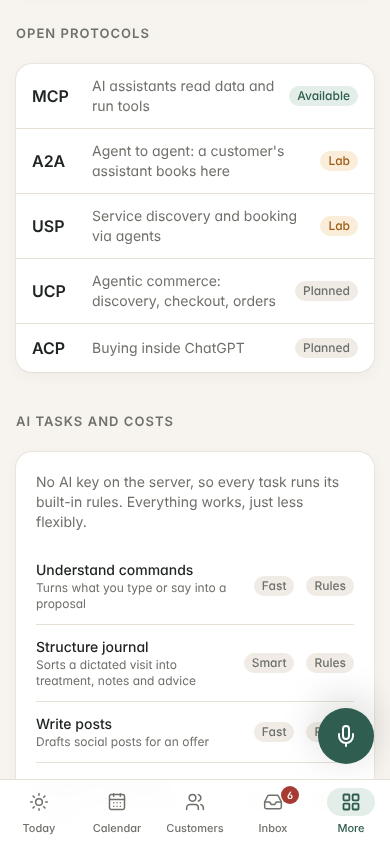 OPEN PROTOCOLS
MCP
AI assistants read data and
run tools
Available
A2A
Agent to agent: a customer's
assistant books here
Lab
USP
Service discovery and booking
via agents
Lab
UCP
Agentic commerce:
discovery, checkout, orders
Planned
ACP
Buying inside ChatGPT
Planned
AI TASKS AND COSTS
No AI key on the server, so every task runs its
built-in rules. Everything works, just less
flexibly.
Understand commands
Turns what you type or say into a
proposal
Fast
Rules
Structure journal
Sorts a dictated visit into
treatment, notes and advice
Smart
Rules
Write posts
Drafts social posts for an offer
Fast
6
Today
Calendar
Customers
Inbox
More